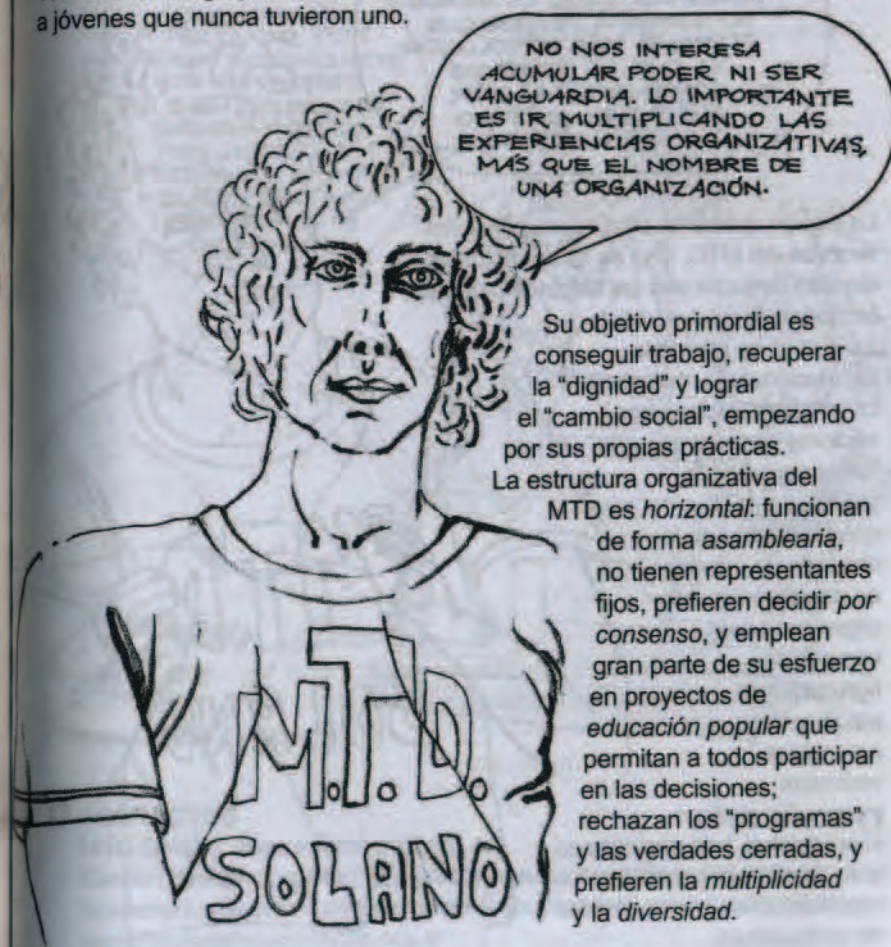 a jóvenes que nunca tuvieron uno.
NO NOS INTERESA
ACUMULAR PODER NI SER
VANGUARDIA. LO IMPORTANTE
ES IR MULTIPLICANDO LAS
EXPERIENCIAS ORGANIZATIVAS,
MÁS QUE EL NOMBRE DE
UNA ORGANIZACIÓN.
Su objetivo primordial es
conseguir trabajo, recuperar
la "dignidad" y lograr
el "cambio social", empezando
por sus propias prácticas.
La estructura organizativa del
MTD es horizontal: funcionan
de forma asamblearia,
no tienen representantes
fijos, prefieren decidir por
consenso, y emplean
gran parte de su esfuerzo
en proyectos de
educación popular que
permitan a todos participar
en las decisiones;
rechazan los "programas"
y las verdades cerradas, y
prefieren la multiplicidad
y la diversidad.
M.T.D.
SOLANO